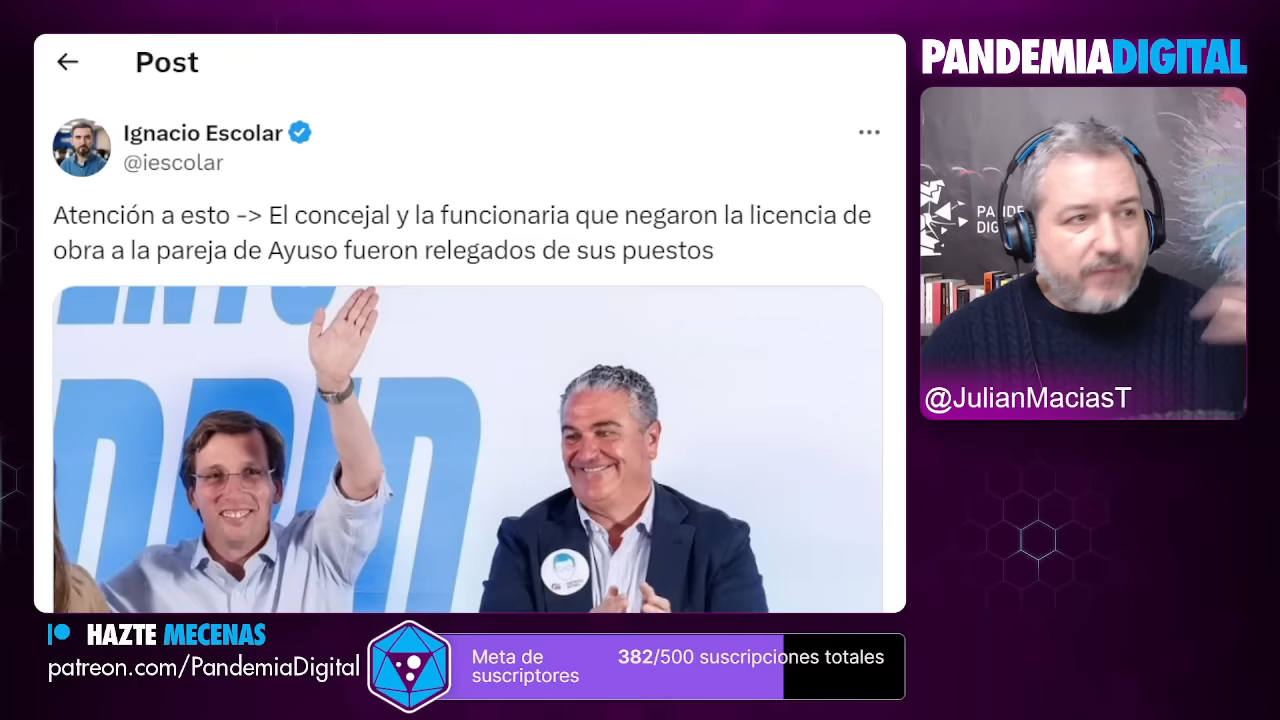 Post
Ignacio Escolar
@iescolar
Atención a esto -> El concejal y la funcionaria que negaron la licencia de
obra a la pareja de Ayuso fueron relegados de sus puestos
PANDEMIADIGITAL
@JulianMaciasT
HAZTE MECENAS
patreon.com/PandemiaDigital
Meta de
suscriptores
382/500 suscripciones totales